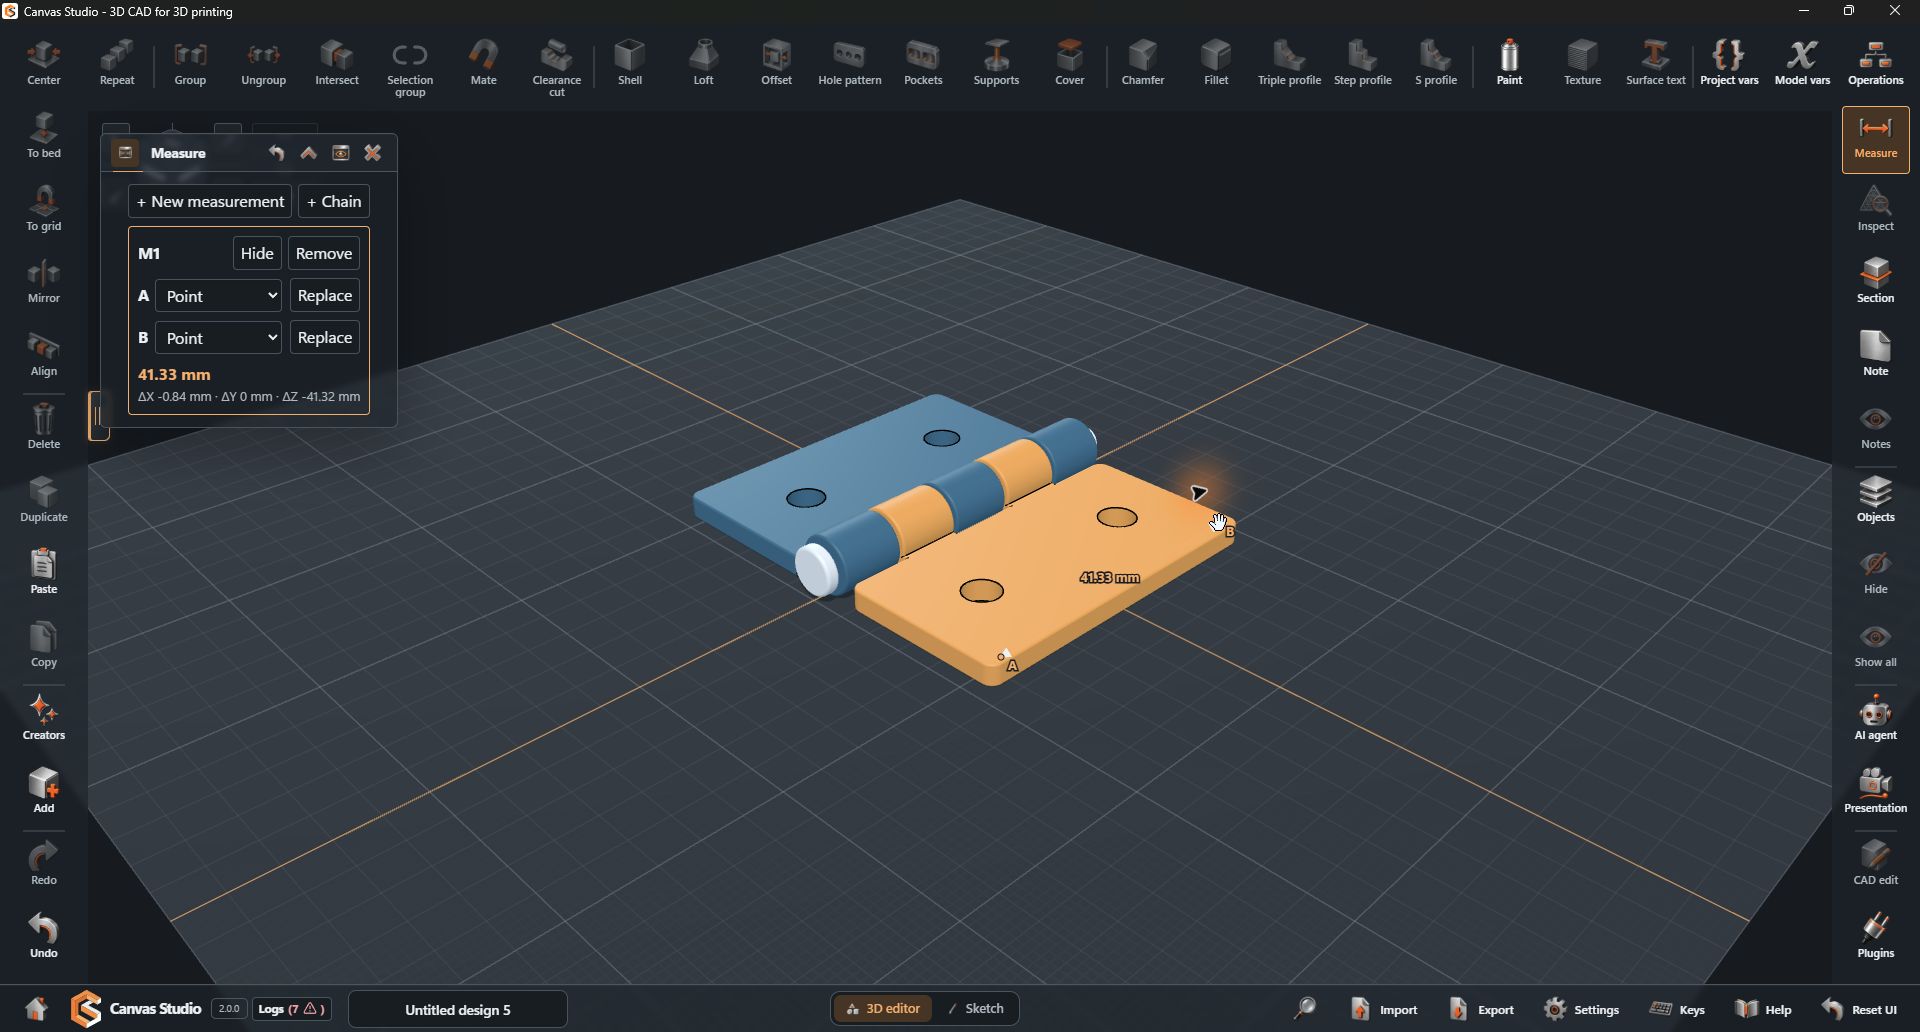 Canvas Studio - 3D CAD for 3D printing
Center
Repeat
Group
Ungroup
Intersect
Selection
group
Mate
Clearance
cut
Shell
Loft
Offset
Hole pattern
Pockets
Supports
Cover
Chamfer
Fillet
Triple profile
Step profile
S profile
Paint
Texture
Surface text
Project vars
Model vars
Operations
To bed
To grid
Mirror
Align
Delete
Duplicate
Paste
Copy
Creators
Add
Redo
Undo
Measure
+ New measurement
+ Chain
M1
Hide
Remove
A
Point
Replace
B
Point
Replace
41.33 mm
ΔX -0.84 mm · ΔY 0 mm · ΔZ -41.32 mm
B
41.33 mm
A
Measure
Inspect
Section
Note
Notes
Objects
Hide
Show all
AI agent
Presentation
CAD edit
Plugins
Canvas Studio
2.0.0
Logs (7 ⚠ )
Untitled design 5
3D editor
Sketch
Import
Export
Settings
Keys
Help
Reset UI